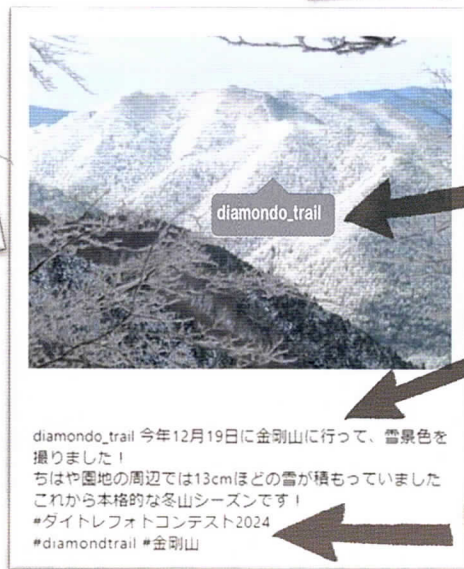 diamondo_trail
diamondo_trail 今年12月19日に金剛山に行って、雪景色を
撮りました！
ちはや園地の周辺では13cmほどの雪が積もっていました
これから本格的な冬山シーズンです！
#ダイトレフォトコンテスト2024
#diamondtrail #金剛山